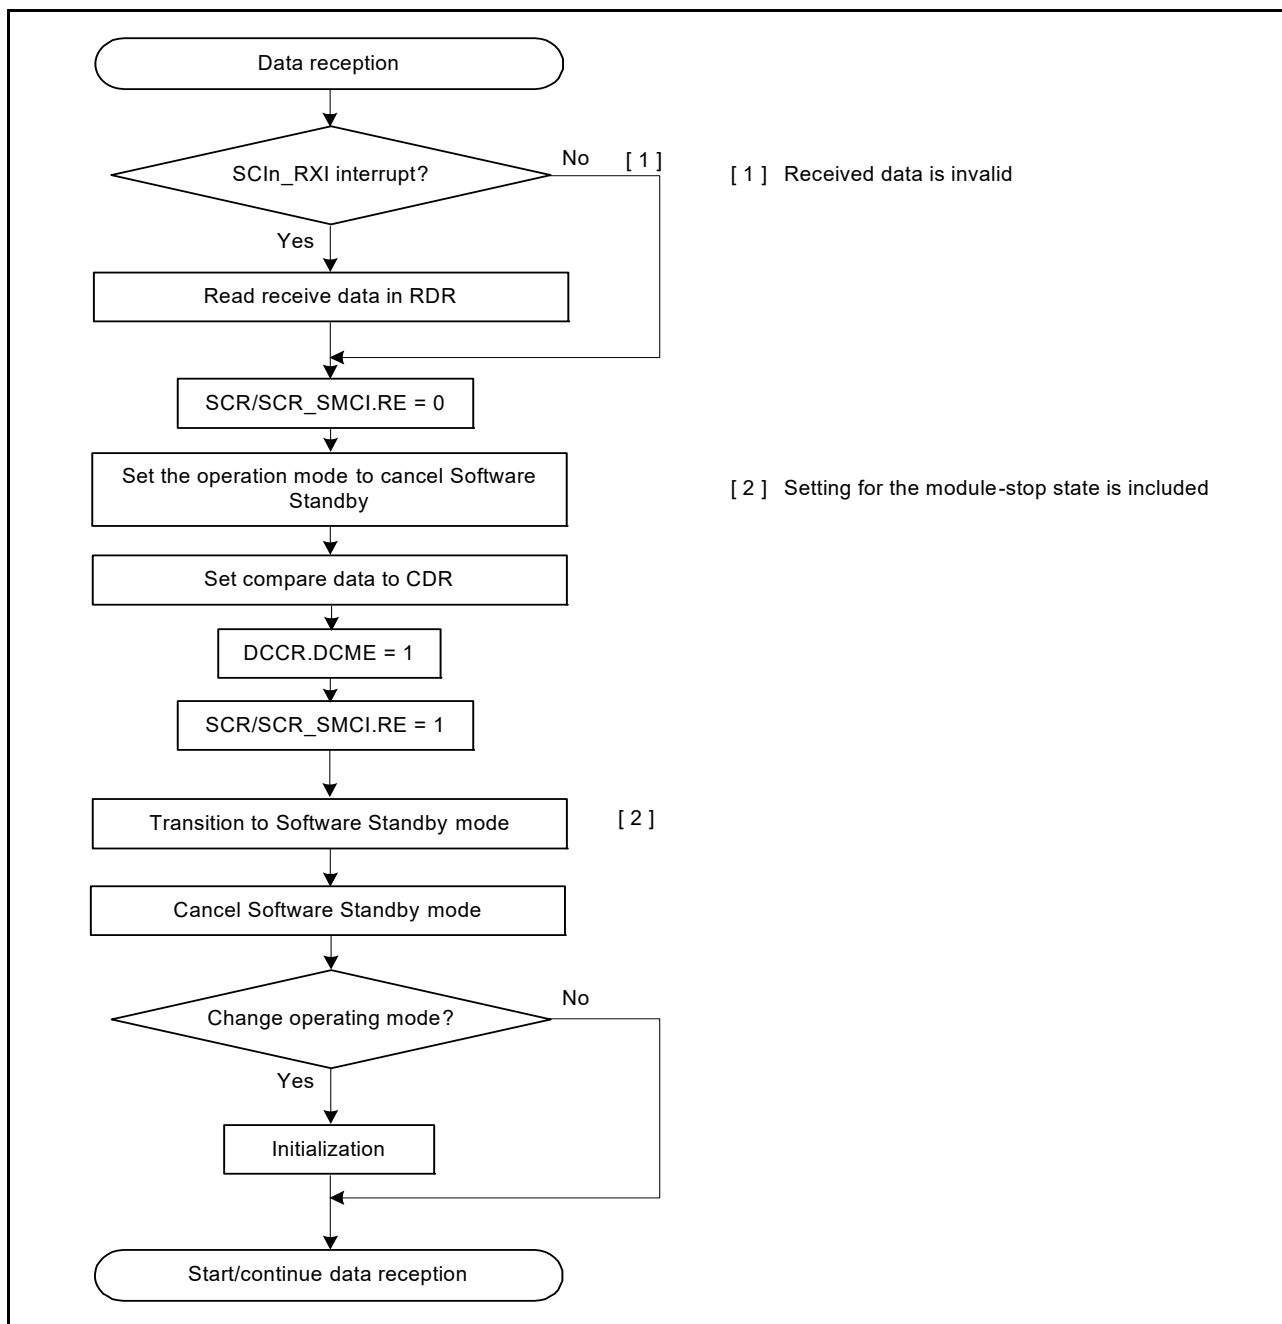 Data reception
SCIn_RXI interrupt?
No
[ 1 ]
[ 1 ] Received data is invalid
Yes
Read receive data in RDR
SCR/SCR_SMCI.RE = 0
Set the operation mode to cancel Software
Standby
[ 2 ] Setting for the module-stop state is included
Set compare data to CDR
DCCR.DCME = 1
SCR/SCR_SMCI.RE = 1
Transition to Software Standby mode
[ 2 ]
Cancel Software Standby mode
No
Change operating mode?
Yes
Initialization
Start/continue data reception